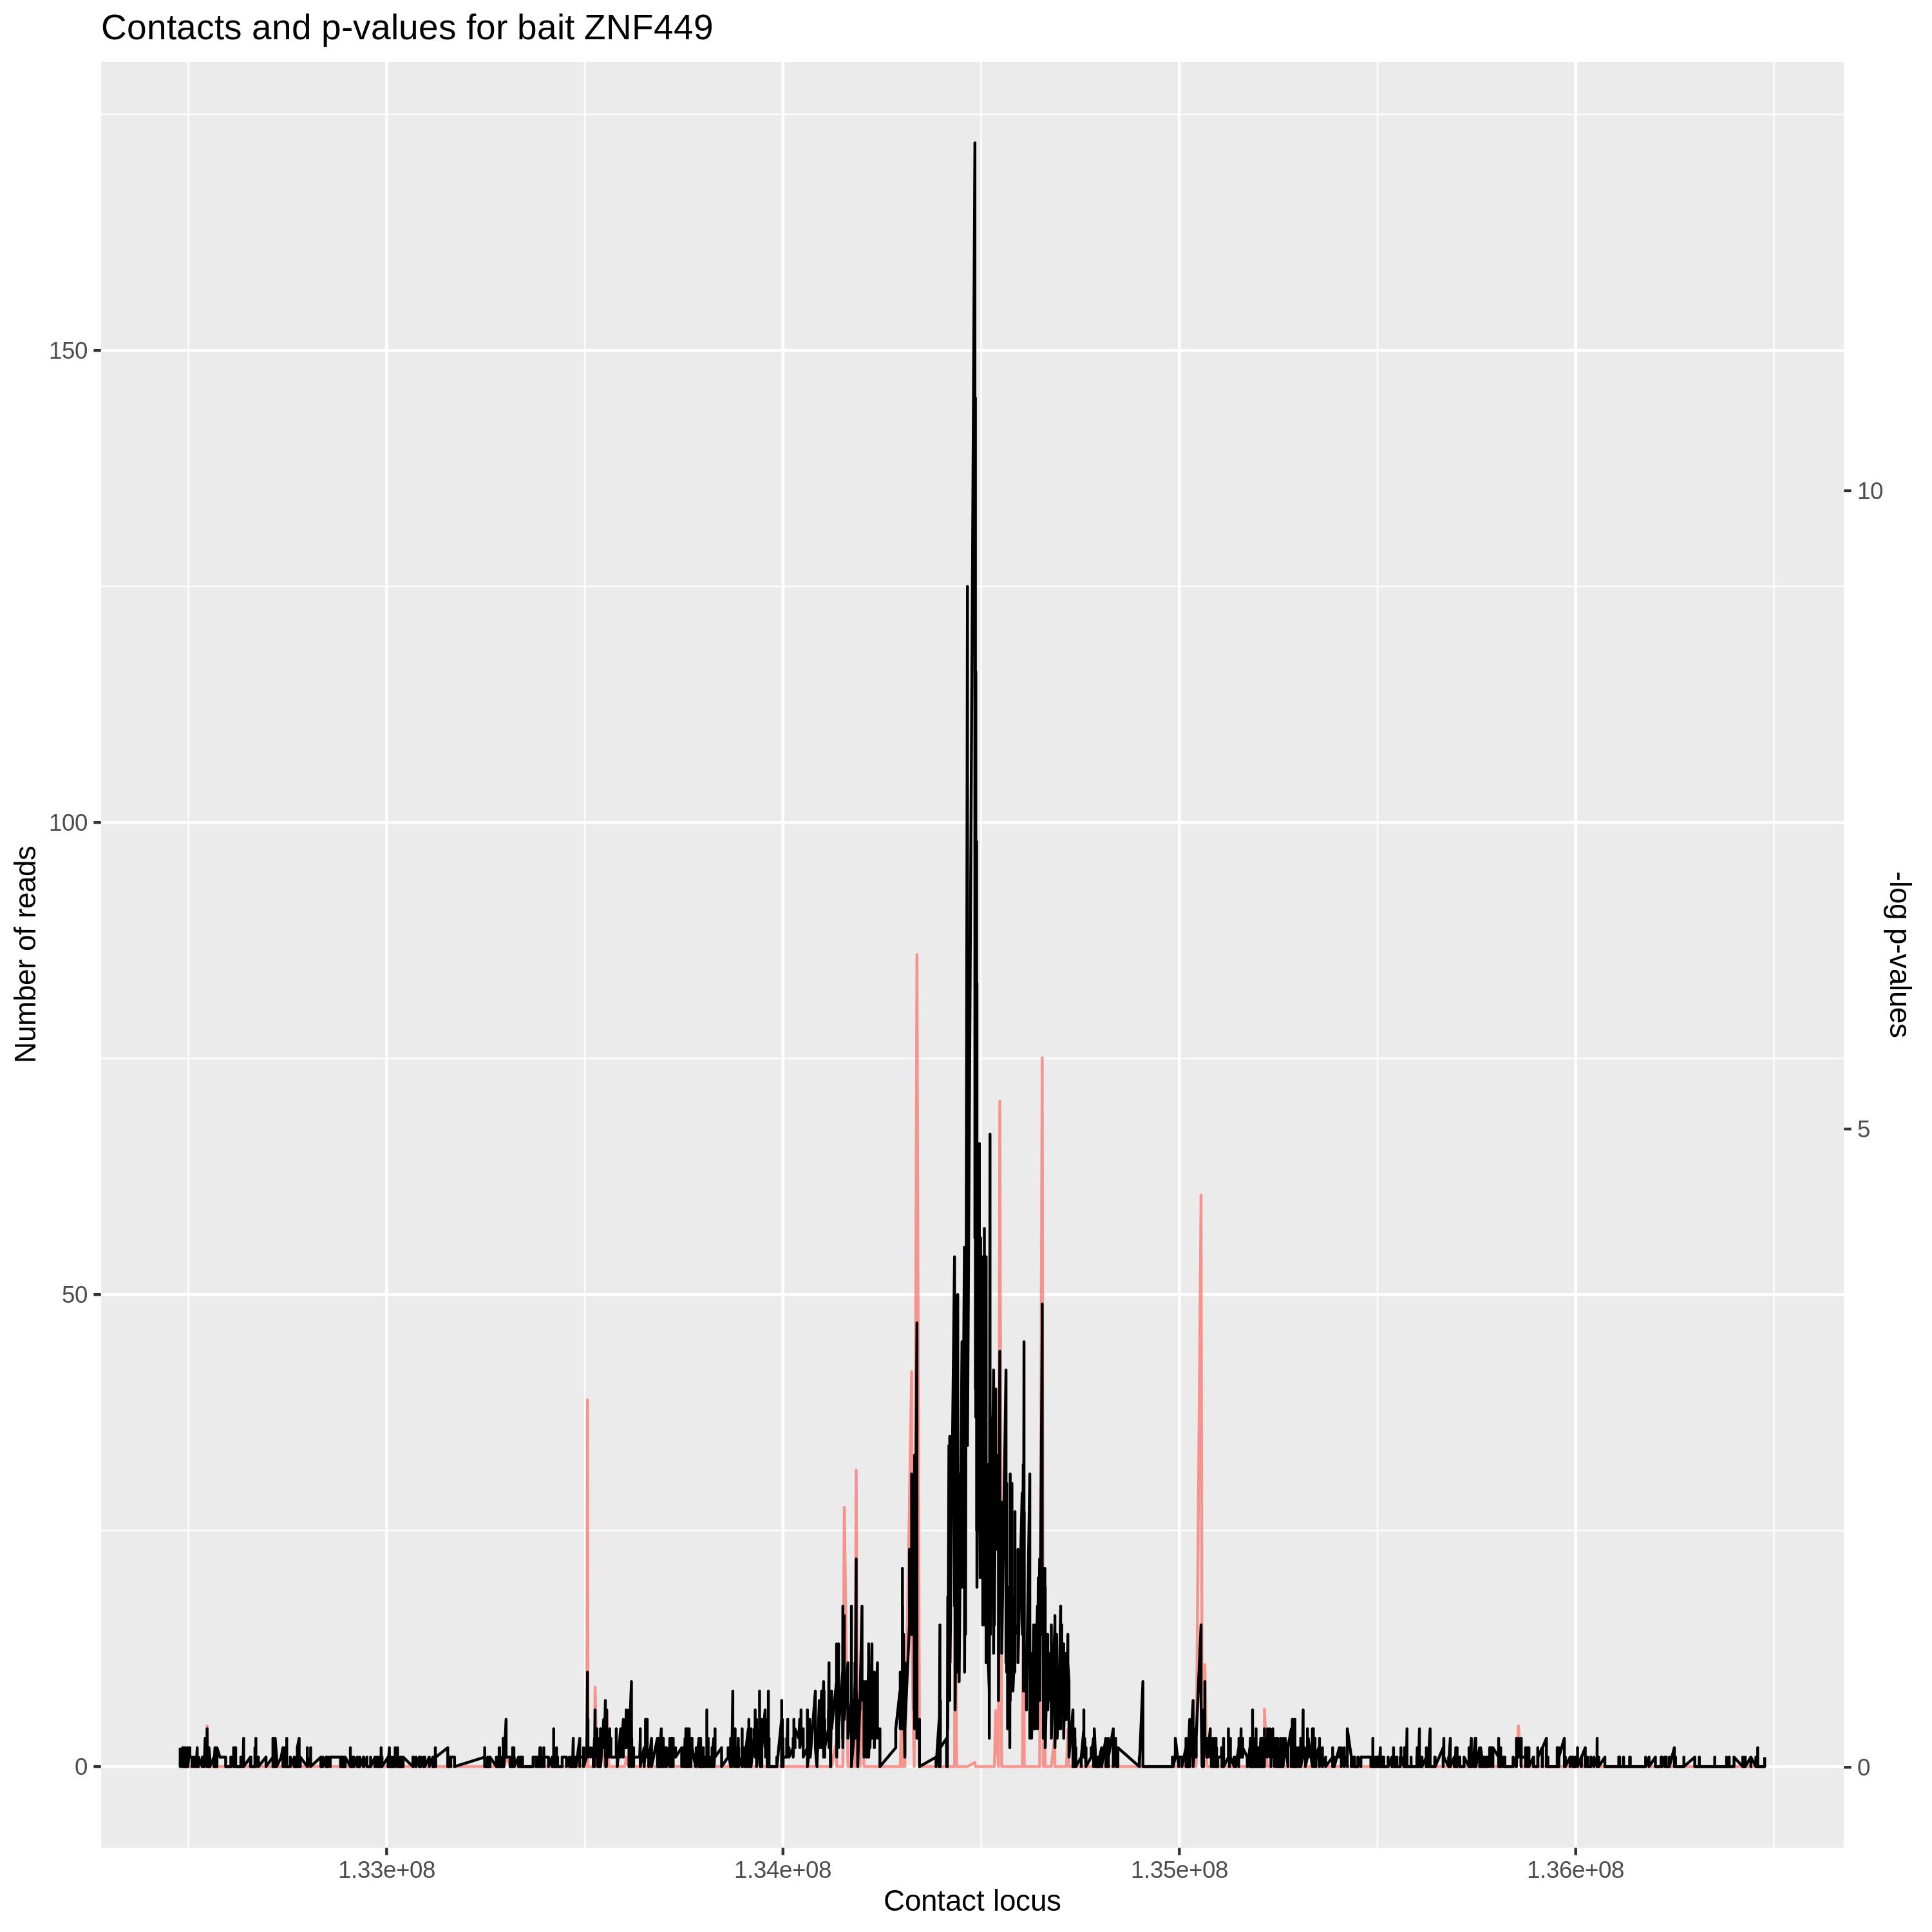 Contacts and p-values for bait ZNF449
150
100
50
0
10
5
0
Number of reads
-log p-values
1.33e+08
1.34e+08
1.35e+08
1.36e+08
Contact locus